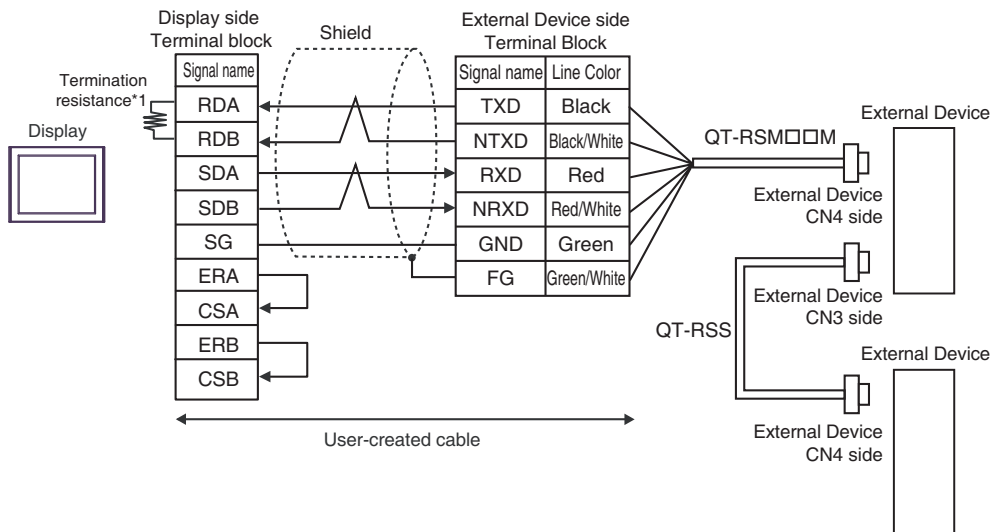 Display side
Terminal block
Shield
External Device side
Terminal Block
Termination
resistance*1
Display
Signal name
RDA
RDB
SDA
SDB
SG
ERA
CSA
ERB
CSB
Signal name Line Color
TXD Black
NTXD Black/White
RXD Red
NRXD Red/White
GND Green
FG Green/White
User-created cable
QT-RSM□□M
External Device
External Device
CN4 side
External Device
CN3 side
QT-RSS
External Device
External Device
CN4 side